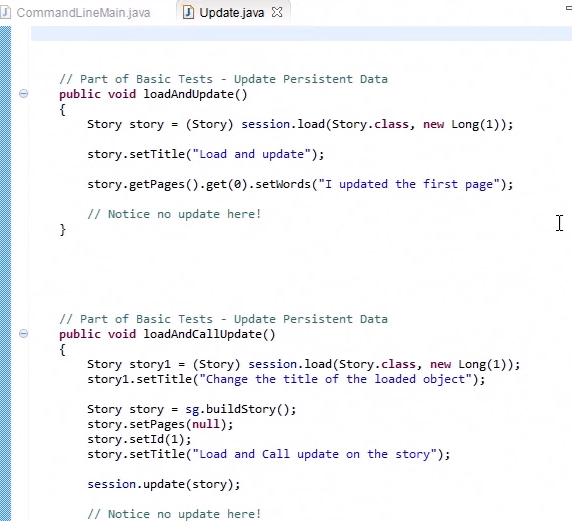 CommandLineMain.java Update.java
// Part of Basic Tests - Update Persistent Data
public void loadAndUpdate()
{
Story story = (Story) session.load(Story.class, new Long(1));
story.setTitle("Load and update");
story.getPages().get(0).setWords("I updated the first page");
// Notice no update here!
}
// Part of Basic Tests - Update Persistent Data
public void loadAndCallUpdate()
{
Story story1 = (Story) session.load(Story.class, new Long(1));
story1.setTitle("Change the title of the loaded object");
Story story = sg.buildStory();
story.setPages(null);
story.setId(1);
story.setTitle("Load and Call update on the story");
session.update(story);
// Notice no update here!